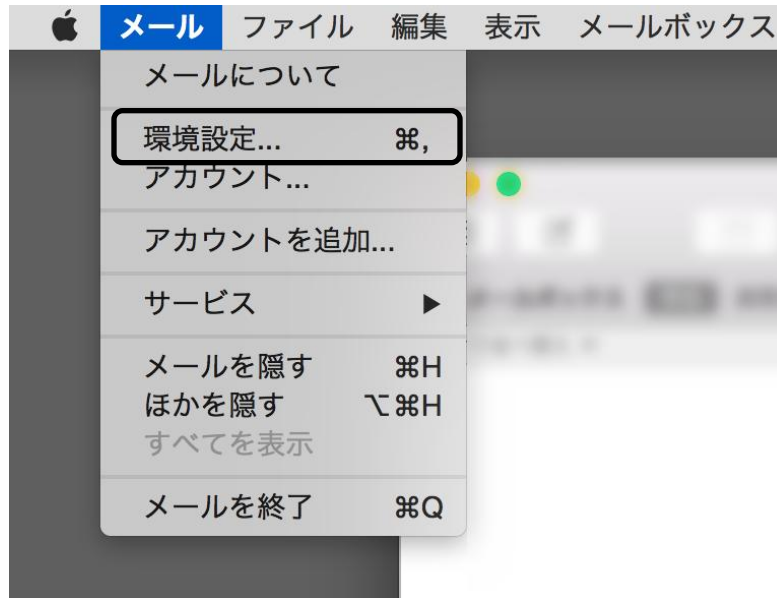 メール ファイル 編集 表示 メールボックス
メールについて
環境設定... ⌘,
アカウント...
アカウントを追加...
サービス ▶
メールを隠す ⌘H
ほかを隠す ⌥⌘H
すべてを表示
メールを終了 ⌘Q